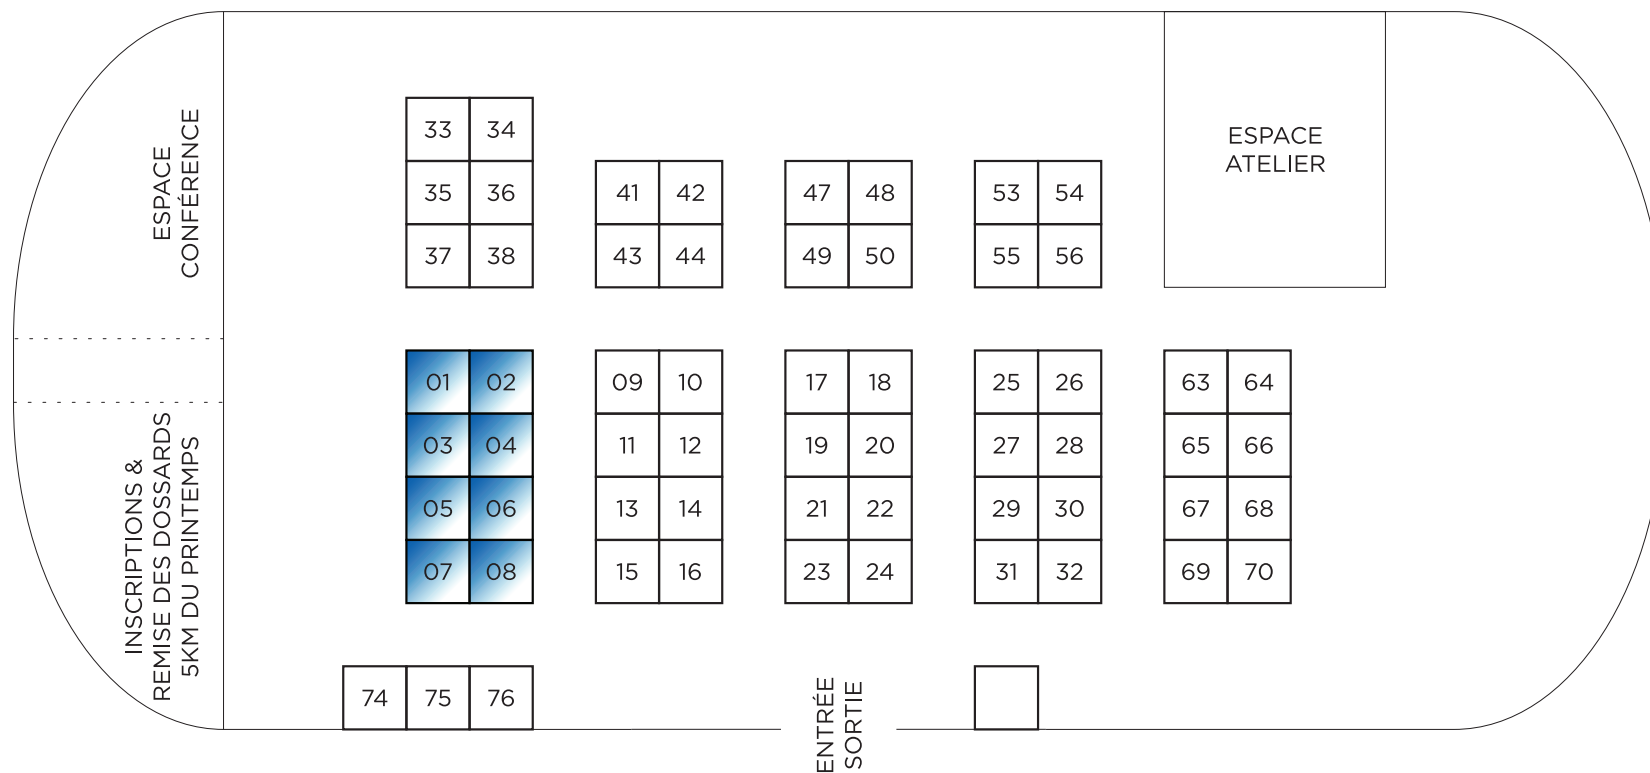 ESPACE
CONFÉRENCE
INSCRIPTIONS &
REMISE DES DOSSARDS
5KM DU PRINTEMPS
33 34
35 36
37 38
41 42
43 44
47 48
49 50
53 54
55 56
ESPACE
ATELIER
01 02
03 04
05 06
07 08
09 10
11 12
13 14
15 16
17 18
19 20
21 22
23 24
25 26
27 28
29 30
31 32
63 64
65 66
67 68
69 70
74 75 76
ENTRÉE
SORTIE